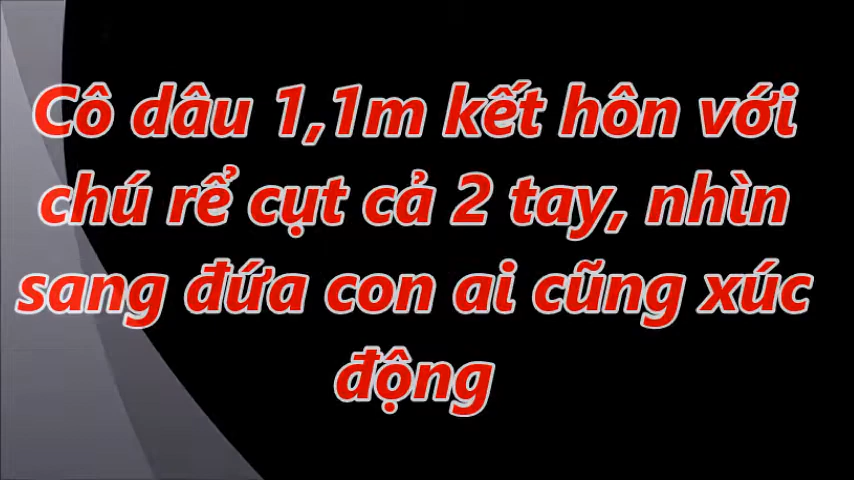 Cô dâu 1,1m kết hôn với
chú rể cụt cả 2 tay, nhìn
sang đứa con ai cũng xúc
động